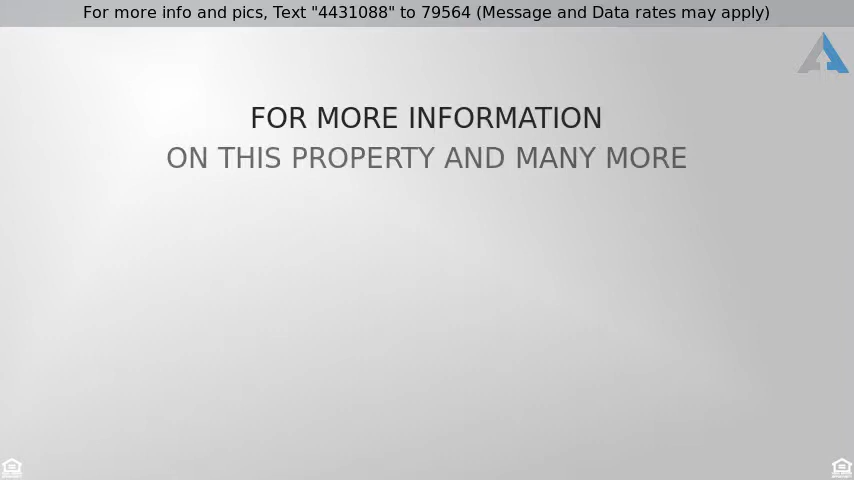 For more info and pics, Text "4431088" to 79564 (Message and Data rates may apply)
FOR MORE INFORMATION
ON THIS PROPERTY AND MANY MORE